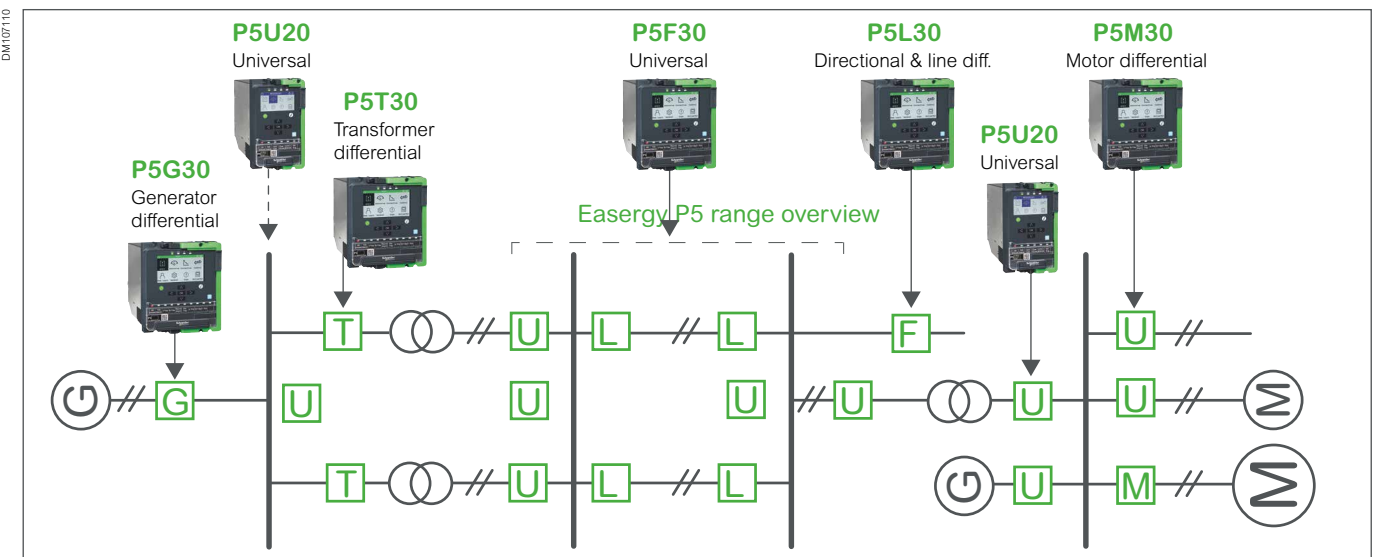 DM107110
P5U20
Universal
P5T30
Transformer
differential
P5G30
Generator
differential
P5F30
Universal
P5L30
Directional & line diff.
P5U20
Universal
P5M30
Motor differential
Easergy P5 range overview
T
U
L
L
F
U
G
G
U
U
U
U
U
U
M
T
U
L
L
G
U
M
M